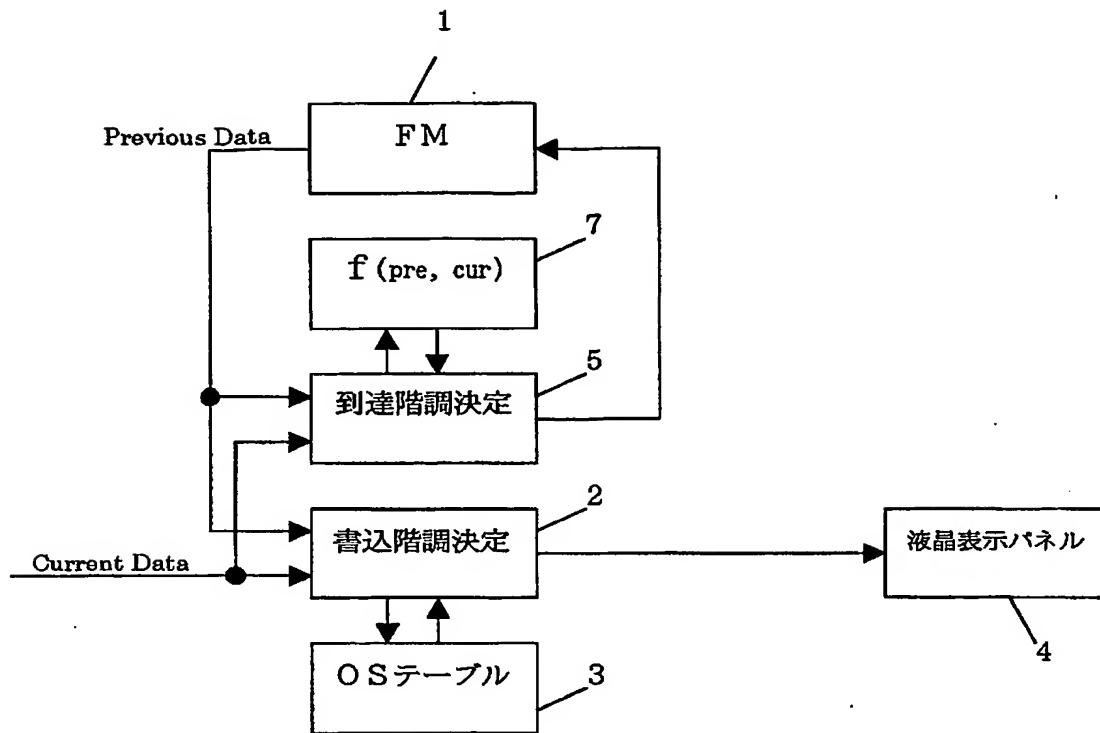 1
FM
Previous Data
7
f(pre, cur)
5
到達階調決定
2
書込階調決定
Current Data
液晶表示パネル
4
OSテーブル
3